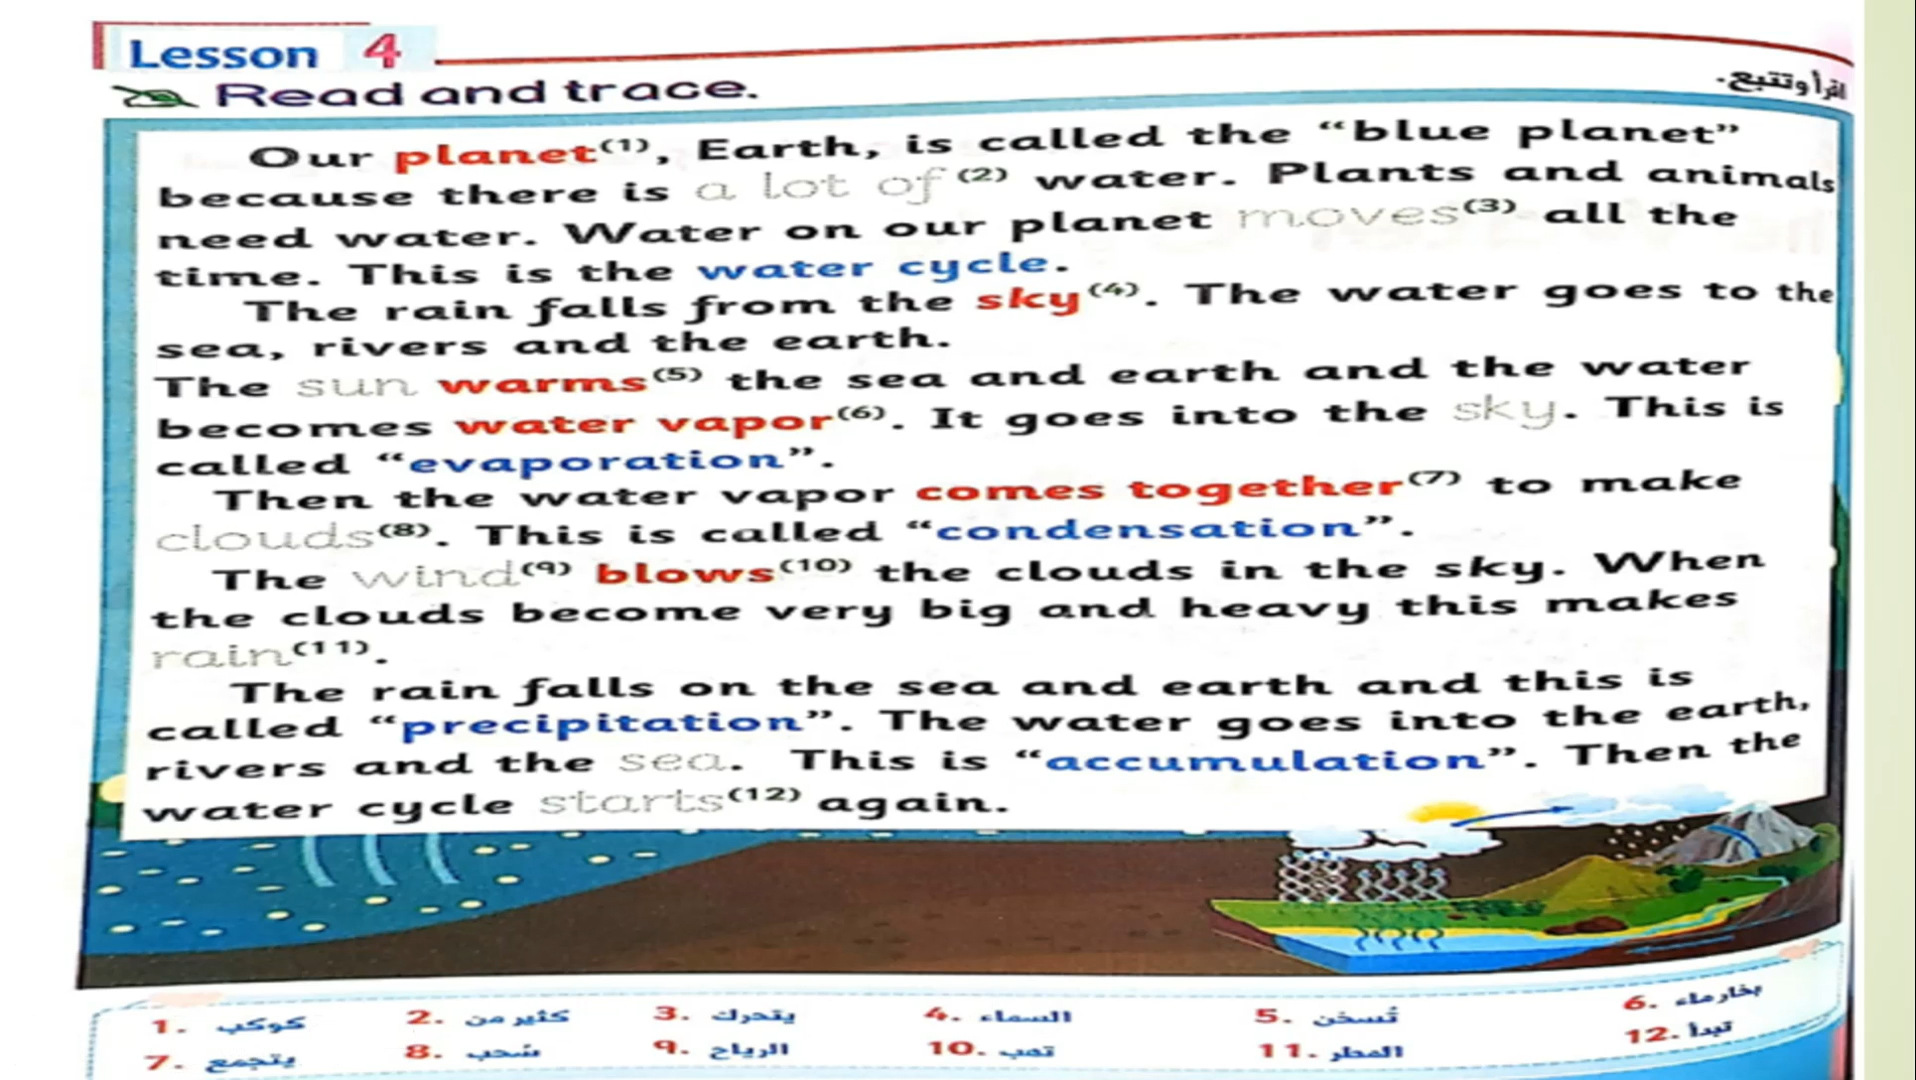 Lesson 4
Read and trace.
اقرأ وتتبع.
Our planet(1), Earth, is called the “blue planet”
because there is a lot of(2) water. Plants and animals
need water. Water on our planet moves(3) all the
time. This is the water cycle.
The rain falls from the sky(4). The water goes to the
sea, rivers and the earth.
The sun warms(5) the sea and earth and the water
becomes water vapor(6). It goes into the sky. This is
called “evaporation”.
Then the water vapor comes together(7) to make
clouds(8). This is called “condensation”.
The wind(9) blows(10) the clouds in the sky. When
the clouds become very big and heavy this makes
rain(11).
The rain falls on the sea and earth and this is
called “precipitation”. The water goes into the earth,
rivers and the sea. This is “accumulation”. Then the
water cycle starts(12) again.
1. كوكب 2. كثير من 3. يتحرك 4. السماء 5. تُسخن 6. بخار ماء
7. يتجمع 8. سُحب 9. الرياح 10. تهب 11. المطر 12. تبدأ